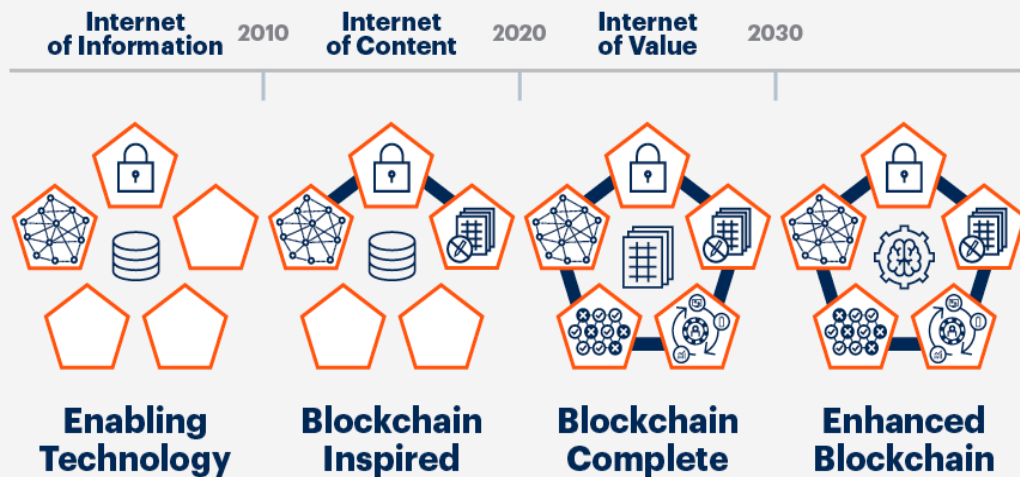 Internet
of Information
2010
Internet
of Content
2020
Internet
of Value
2030
Enabling
Technology
Blockchain
Inspired
Blockchain
Complete
Enhanced
Blockchain